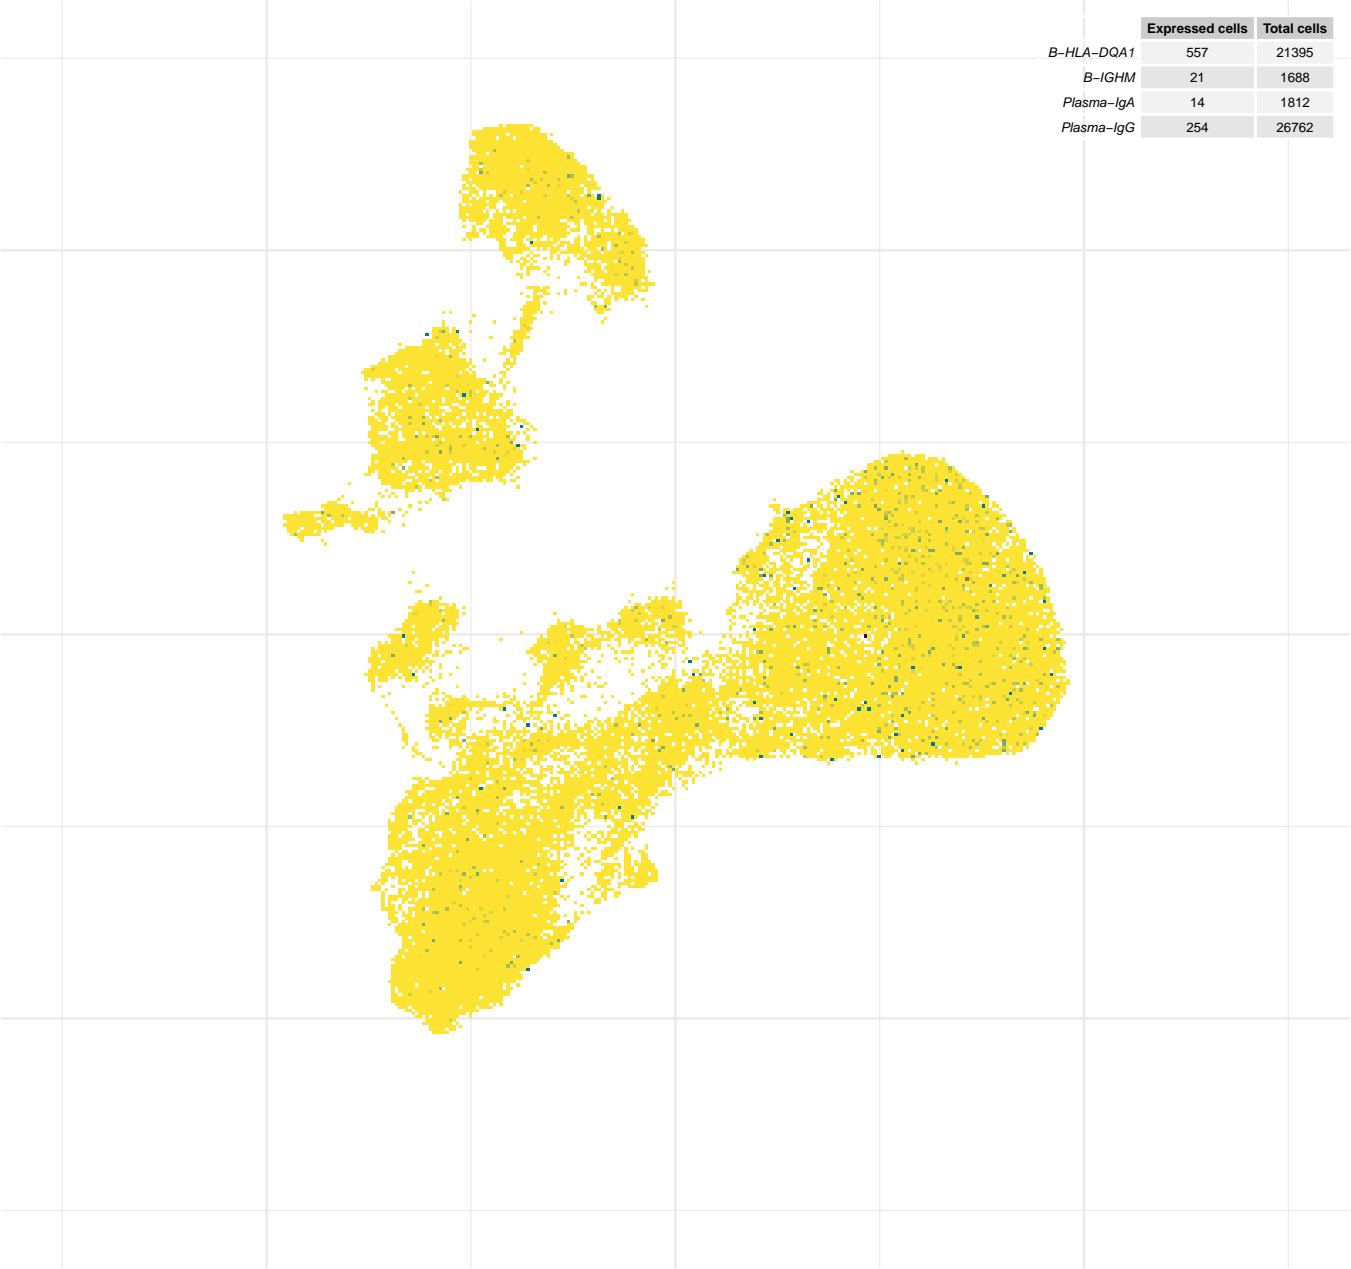 Expressed cells Total cells
B−HLA−DQA1 557 21395
B−IGHM 21 1688
Plasma−IgA 14 1812
Plasma−IgG 254 26762